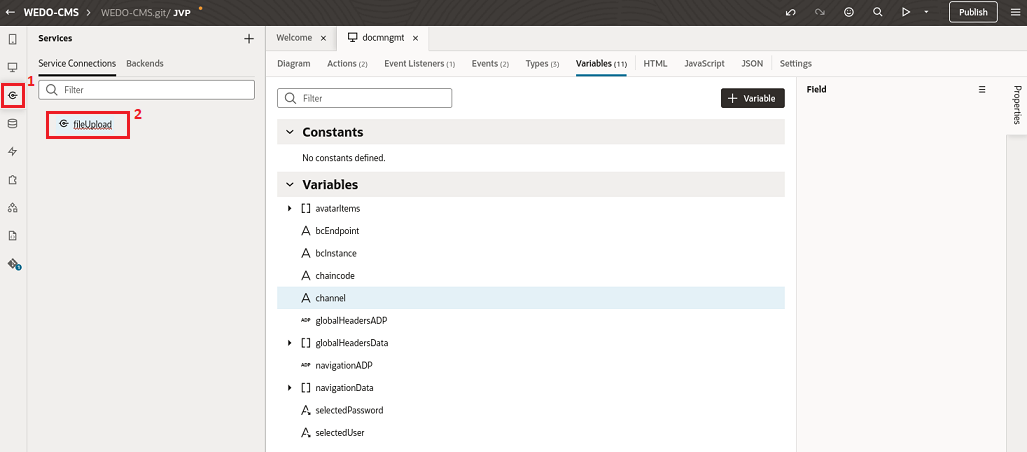 WEDO-CMS > WEDO-CMS.git/ JVP
Publish
Services
Service Connections Backends
Filter
1
fileUpload
2
Welcome docmngmt
Diagram Actions (2) Event Listeners (1) Events (2) Types (3) Variables (11) HTML JavaScript JSON Settings
Filter
+ Variable
Constants
No constants defined.
Variables
[ ] avatarItems
A bcEndpoint
A bcInstance
A chaincode
A channel
ADP globalHeadersADP
[ ] globalHeadersData
ADP navigationADP
[ ] navigationData
A selectedPassword
A selectedUser
Field
Properties